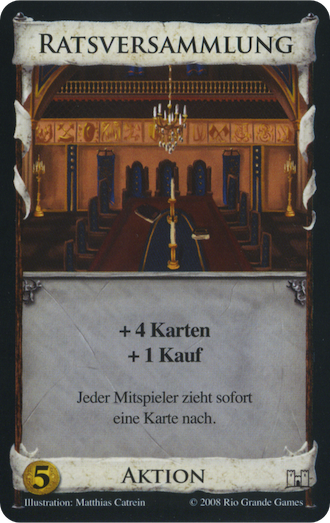 RATSVERSAMMLUNG
+ 4 Karten
+ 1 Kauf
Jeder Mitspieler zieht sofort
eine Karte nach.
5
AKTION
Illustration: Matthias Catrein
© 2008 Rio Grande Games